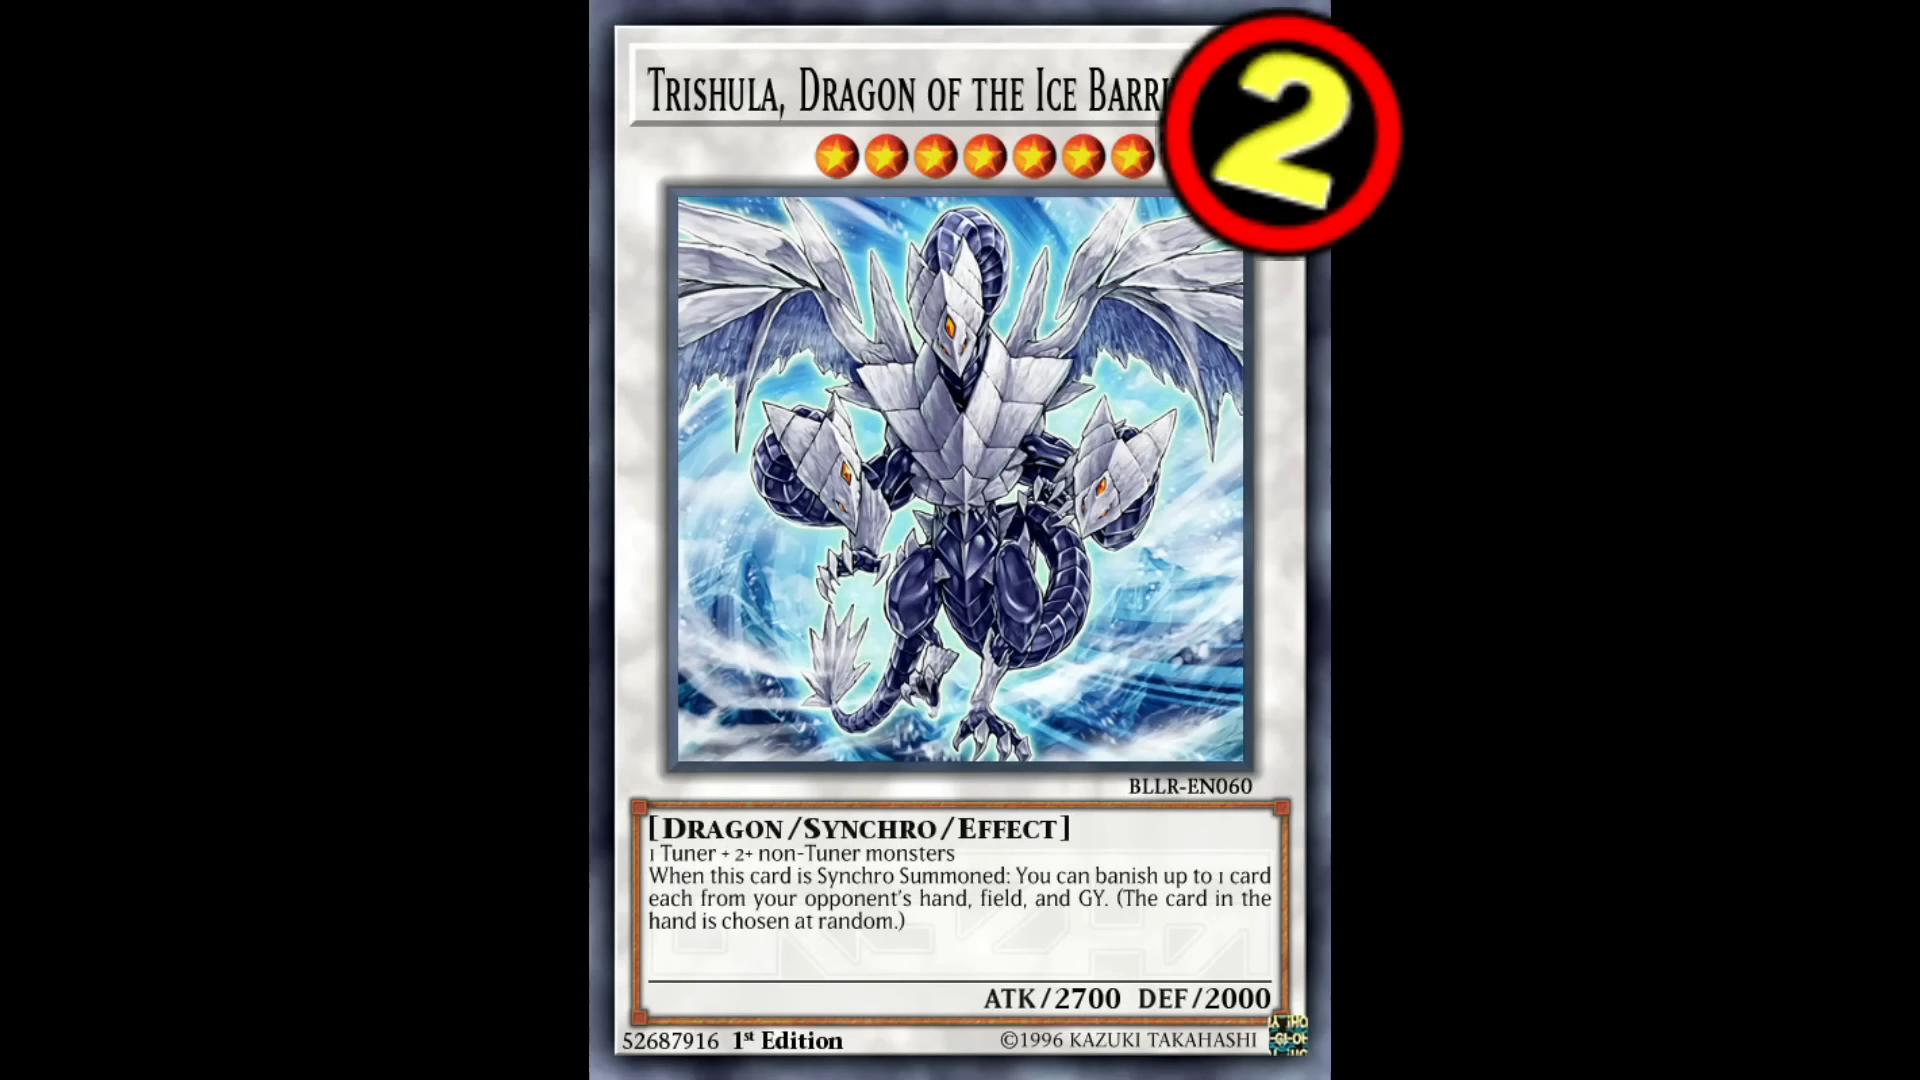 TRISHULA, DRAGON OF THE ICE
2
BLLR-EN060
[DRAGON/SYNCHRO/EFFECT]
1 Tuner + 2+ non-Tuner monsters
When this card is Synchro Summoned: You can banish up to 1 card
each from your opponent's hand, field, and GY. (The card in the
hand is chosen at random.)
ATK/2700 DEF/2000
52687916 1st Edition ©1996 KAZUKI TAKAHASHI